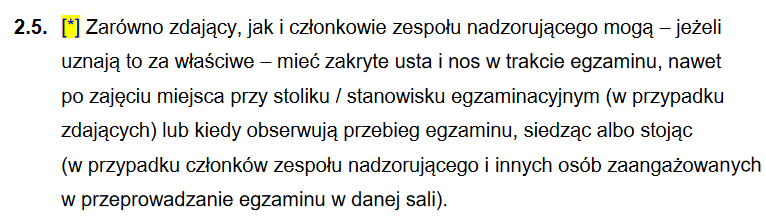 2.5. [*] Zarówno zdający, jak i członkowie zespołu nadzorującego mogą – jeżeli
uznają to za właściwe – mieć zakryte usta i nos w trakcie egzaminu, nawet
po zajęciu miejsca przy stoliku / stanowisku egzaminacyjnym (w przypadku
zdających) lub kiedy obserwują przebieg egzaminu, siedząc albo stojąc
(w przypadku członków zespołu nadzorującego i innych osób zaangażowanych
w przeprowadzanie egzaminu w danej sali).